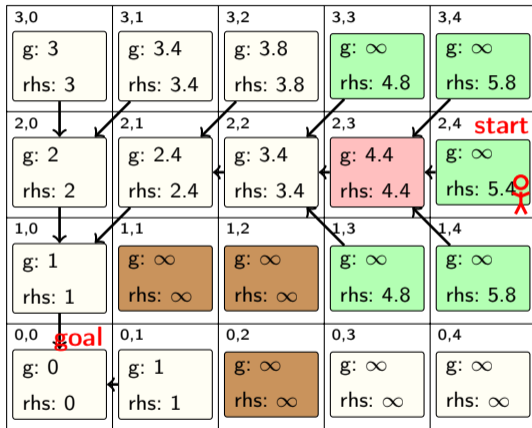 3,0 3,1 3,2 3,3 3,4
g: 3 g: 3.4 g: 3.8 g: ∞ g: ∞
rhs: 3 rhs: 3.4 rhs: 3.8 rhs: 4.8 rhs: 5.8
2,0 2,1 2,2 2,3 2,4 start
g: 2 g: 2.4 g: 3.4 g: 4.4 g: ∞
rhs: 2 rhs: 2.4 rhs: 3.4 rhs: 4.4 rhs: 5.4
1,0 1,1 1,2 1,3 1,4
g: 1 g: ∞ g: ∞ g: ∞ g: ∞
rhs: 1 rhs: ∞ rhs: ∞ rhs: 4.8 rhs: 5.8
0,0 goal 0,1 0,2 0,3 0,4
g: 0 g: 1 g: ∞ g: ∞ g: ∞
rhs: 0 rhs: 1 rhs: ∞ rhs: ∞ rhs: ∞